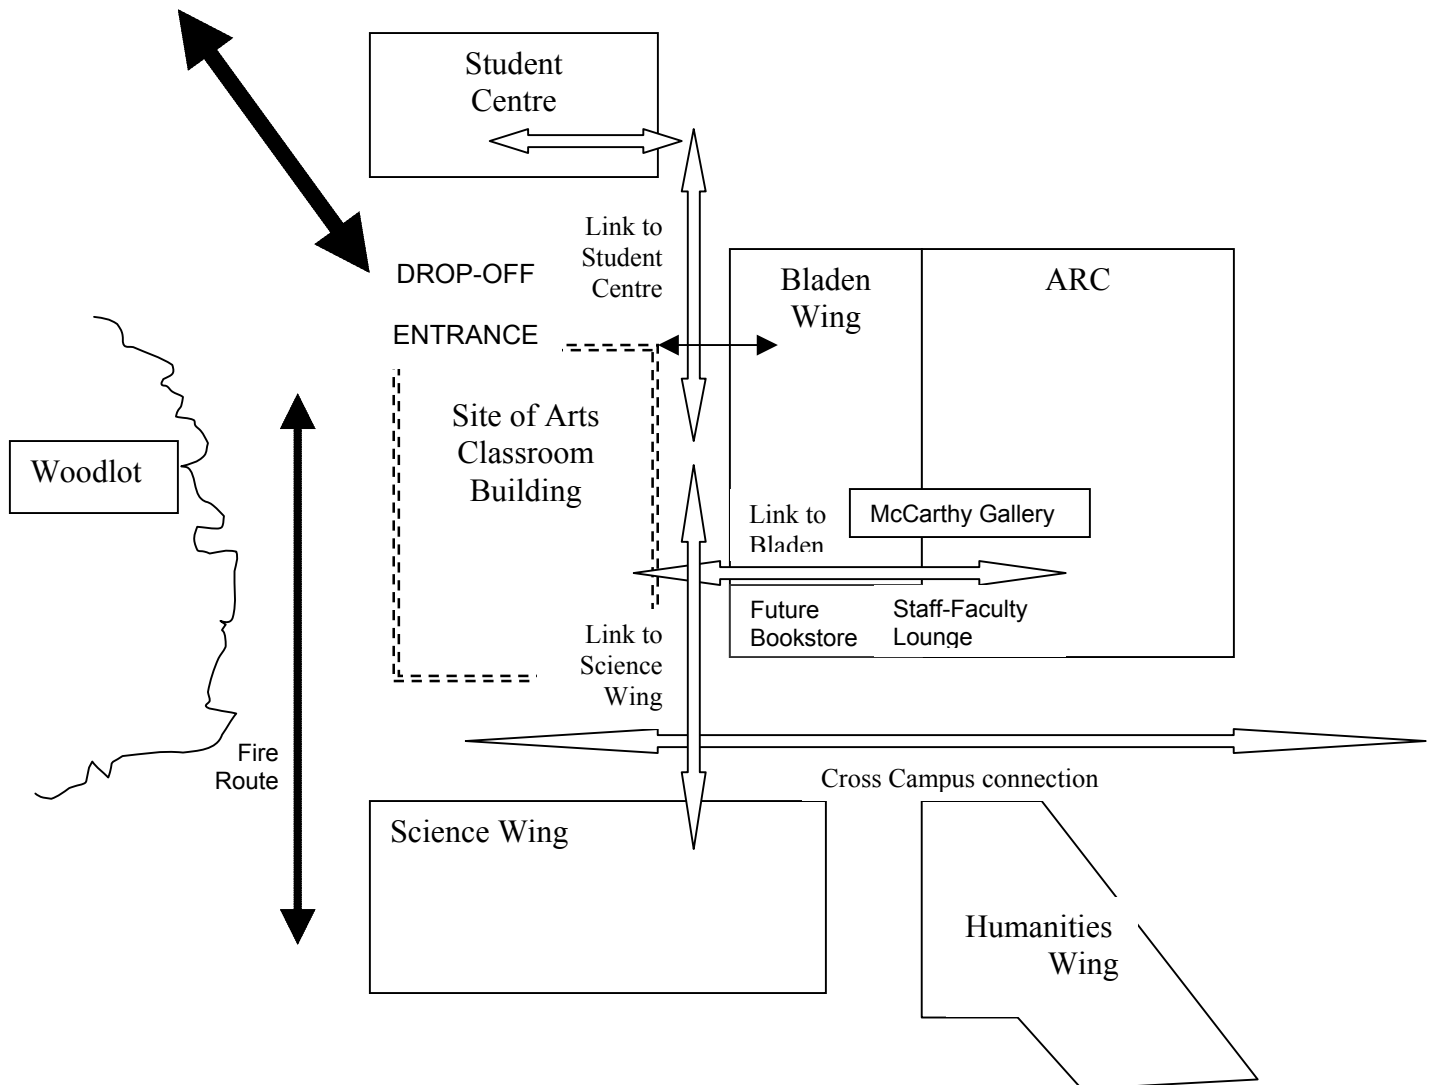 Student
Centre
Link to
Student
Centre
DROP-OFF
ENTRANCE
Bladen
Wing
ARC
Site of Arts
Classroom
Building
Woodlot
McCarthy Gallery
Link to
Bladen
Future
Bookstore
Staff-Faculty
Lounge
Link to
Science
Wing
Fire
Route
Cross Campus connection
Science Wing
Humanities
Wing